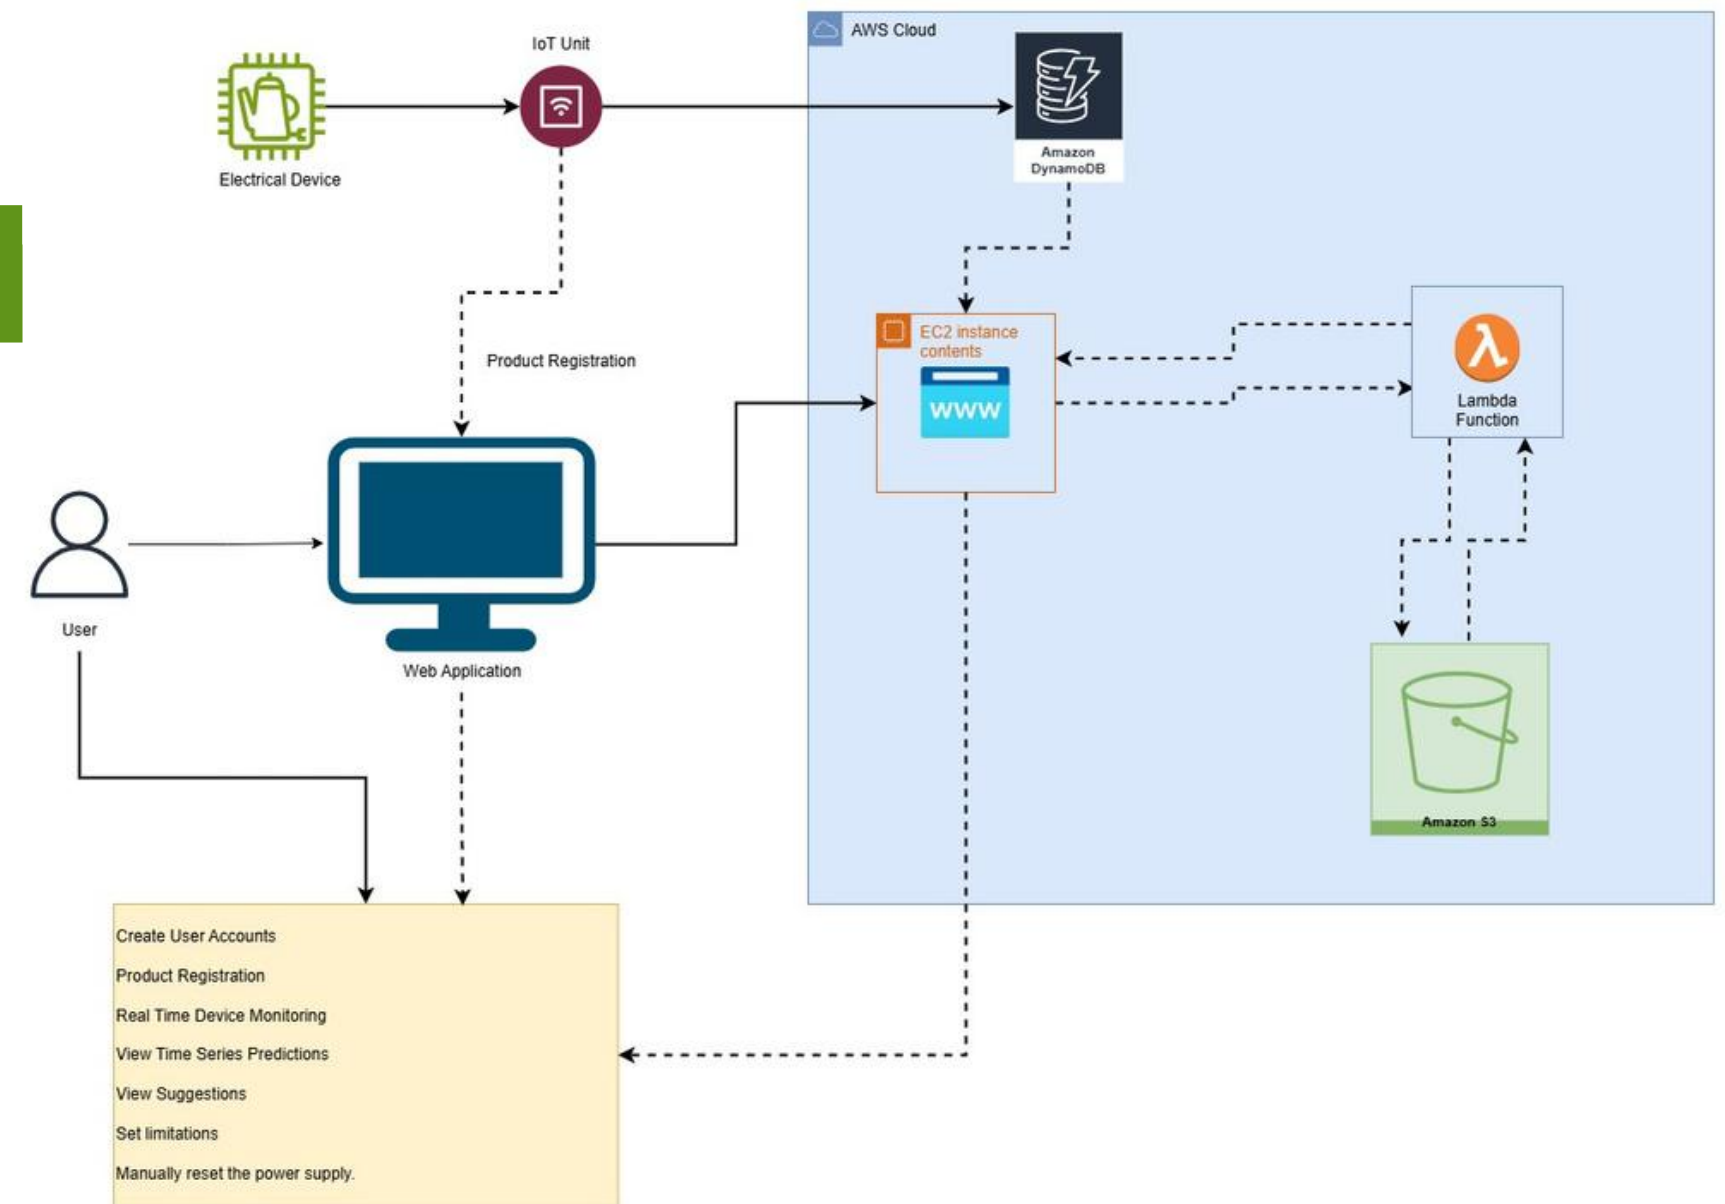 IoT Unit
AWS Cloud
Amazon
DynamoDB
Electrical Device
EC2 instance
contents
www
Product Registration
Lambda
Function
User
Web Application
Amazon S3
Create User Accounts
Product Registration
Real Time Device Monitoring
View Time Series Predictions
View Suggestions
Set limitations
Manually reset the power supply.